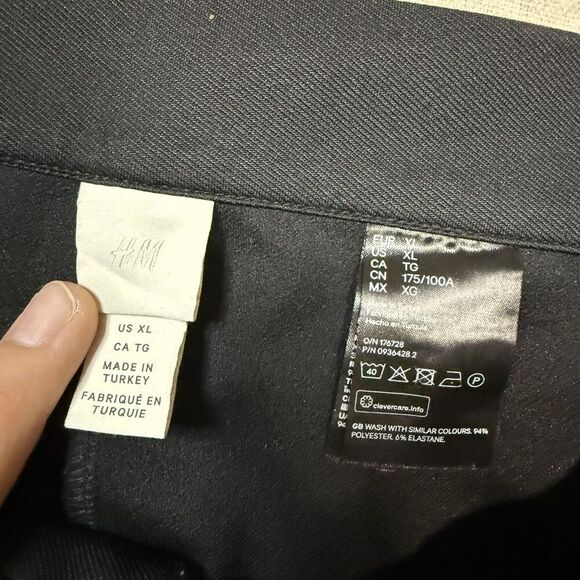 H&M
US XL
CA TG
MADE IN
TURKEY
FABRIQUÉ EN
TURQUIE
EUR XL
US XL
CA TG
CN 175/100A
MX XG
Hecho en Turquía
O/N 176728
P/N 0936428 2
40
P
clevercare.info
GB WASH WITH SIMILAR COLOURS. 94%
POLYESTER. 6% ELASTANE.